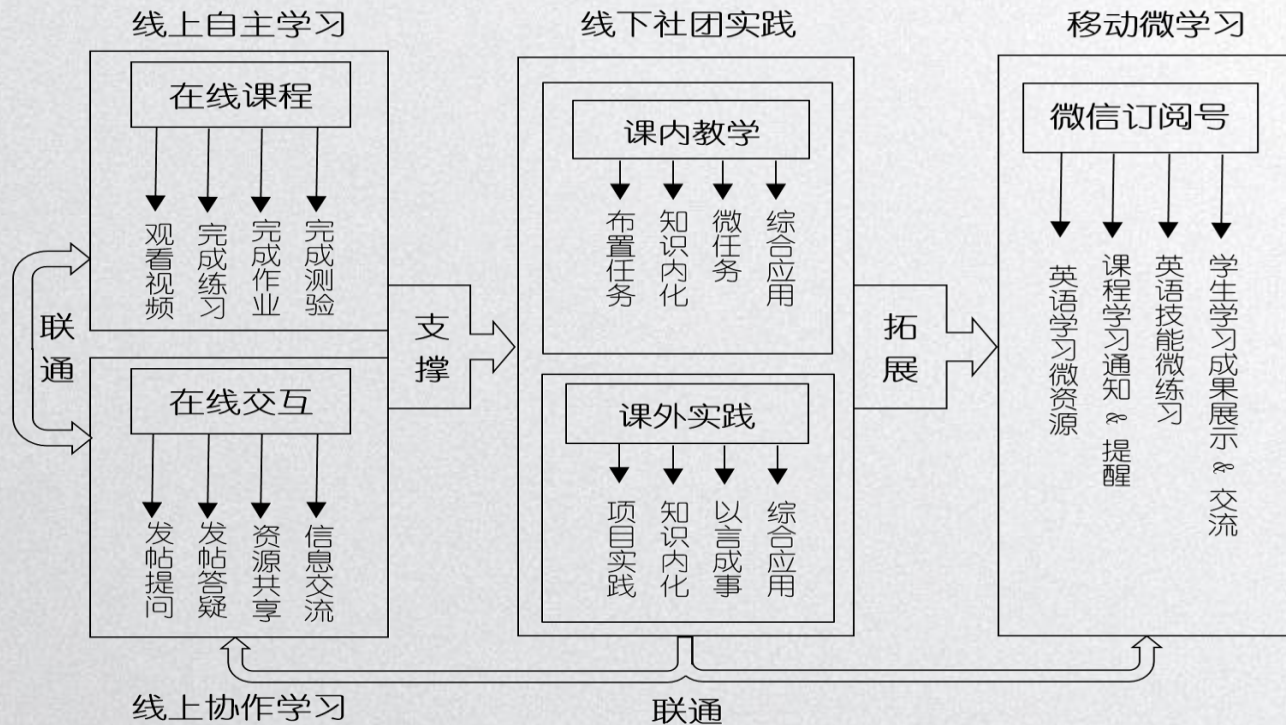 线上自主学习
在线课程
观看视频
完成练习
完成作业
完成测验
联通
在线交互
发帖提问
发帖答疑
资源共享
信息交流
线上协作学习
支撑
线下社团实践
课内教学
布置任务
知识内化
微任务
综合应用
课外实践
项目实践
知识内化
以言成事
综合应用
联通
拓展
移动微学习
微信订阅号
英语学习微资源
课程学习通知 & 提醒
英语技能微练习
学生学习成果展示 & 交流